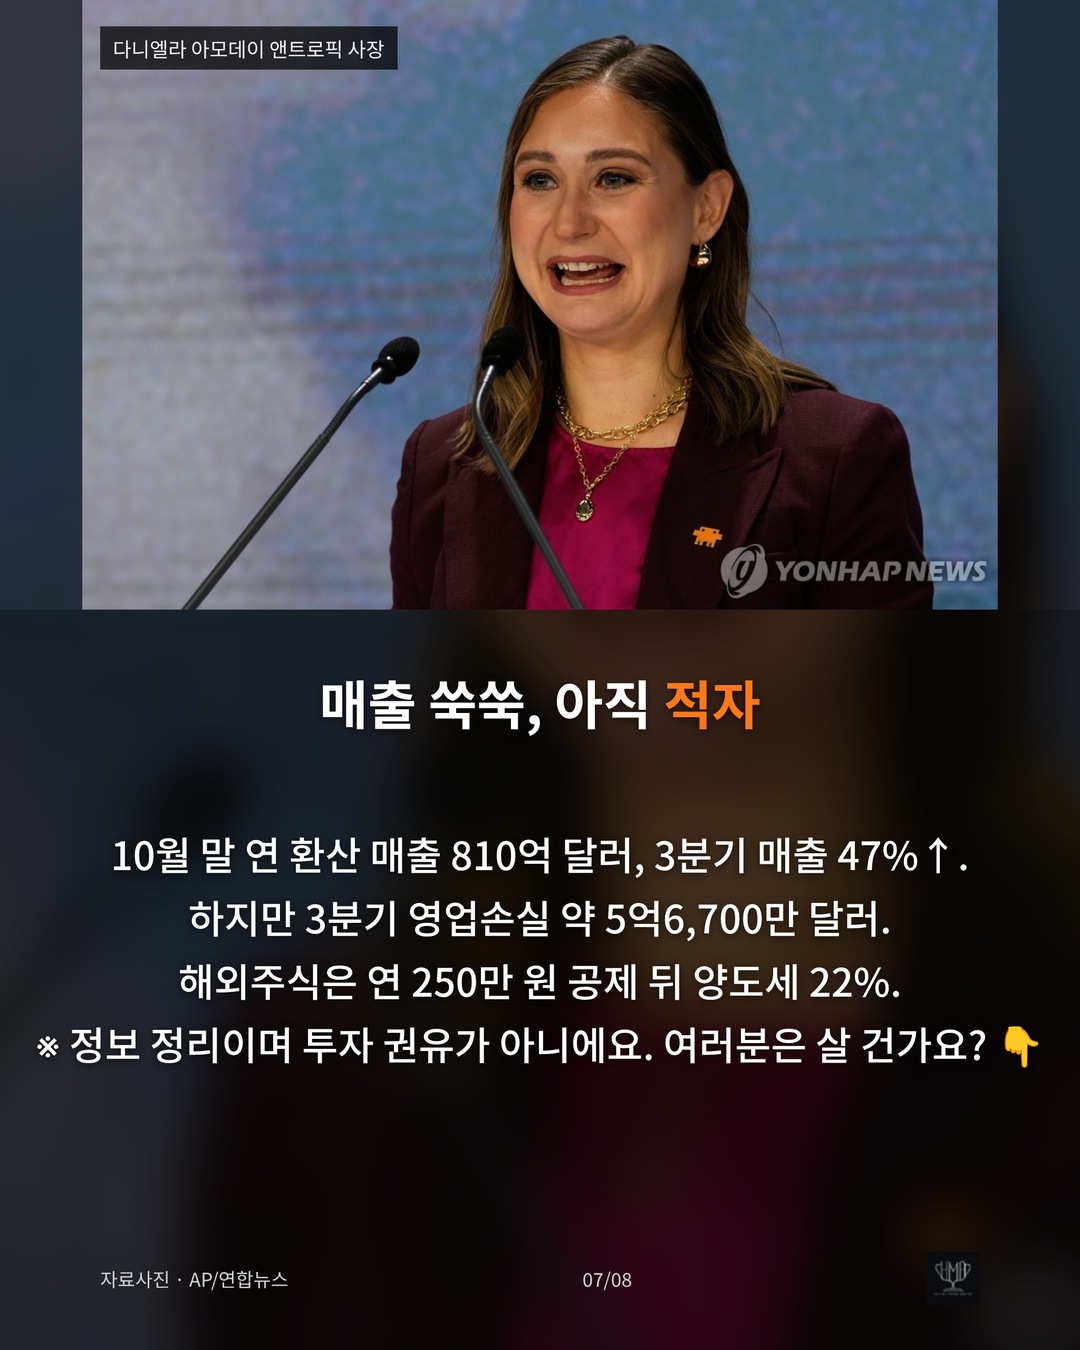 다니엘라 아모데이 앤트로픽 사장
YONHAP NEWS
매출 쑥쑥, 아직 적자
10월 말 연 환산 매출 810억 달러, 3분기 매출 47%↑.
하지만 3분기 영업손실 약 5억6,700만 달러.
해외주식은 연 250만 원 공제 뒤 양도세 22%.
※ 정보 정리이며 투자 권유가 아니에요. 여러분은 살 건가요? 👇
자료사진 · AP/연합뉴스
07/08